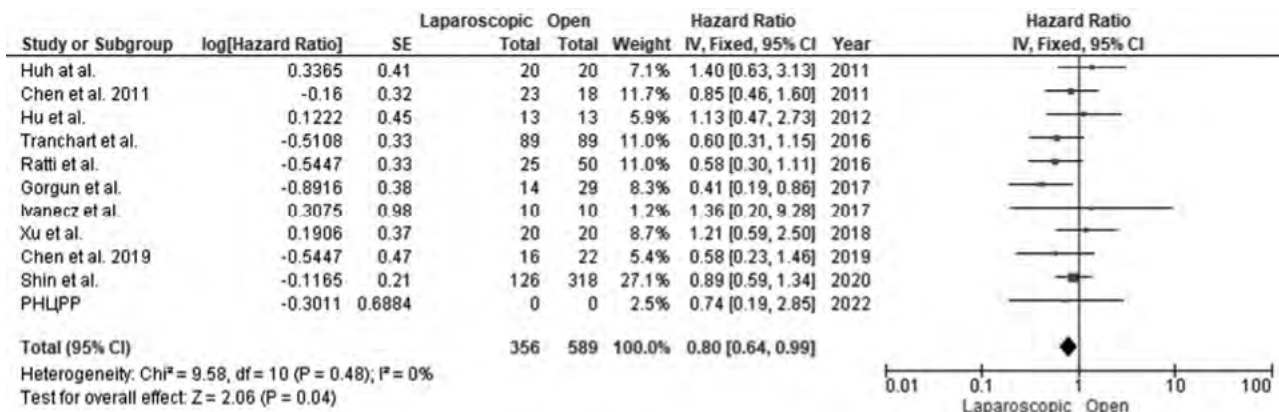 Laparoscopic Open Hazard Ratio Hazard Ratio
Study or Subgroup log[Hazard Ratio] SE Total Total Weight IV, Fixed, 95% CI Year IV, Fixed, 95% CI
Huh at al. 0.3365 0.41 20 20 7.1% 1.40 [0.63, 3.13] 2011
Chen et al. 2011 -0.16 0.32 23 18 11.7% 0.85 [0.46, 1.60] 2011
Hu et al. 0.1222 0.45 13 13 5.9% 1.13 [0.47, 2.73] 2012
Tranchart et al. -0.5108 0.33 89 89 11.0% 0.60 [0.31, 1.15] 2016
Ratti et al. -0.5447 0.33 25 50 11.0% 0.58 [0.30, 1.11] 2016
Gorgun et al. -0.8916 0.38 14 29 8.3% 0.41 [0.19, 0.86] 2017
Ivanecz et al. 0.3075 0.98 10 10 1.2% 1.36 [0.20, 9.28] 2017
Xu et al. 0.1906 0.37 20 20 8.7% 1.21 [0.59, 2.50] 2018
Chen et al. 2019 -0.5447 0.47 16 22 5.4% 0.58 [0.23, 1.46] 2019
Shin et al. -0.1165 0.21 126 318 27.1% 0.89 [0.59, 1.34] 2020
РНЦРР -0.3011 0.6884 0 0 2.5% 0.74 [0.19, 2.85] 2022
Total (95% CI) 356 589 100.0% 0.80 [0.64, 0.99]
Heterogeneity: Chi² = 9.58, df = 10 (P = 0.48); I² = 0%
Test for overall effect: Z = 2.06 (P = 0.04)
0.01 0.1 1 10 100
Laparoscopic Open